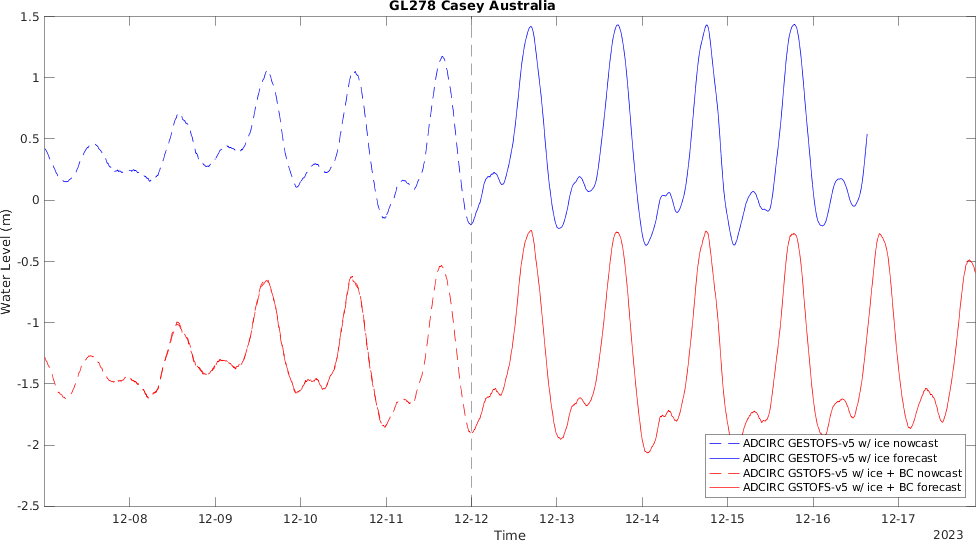 GL278 Casey Australia
1.5
1
0.5
0
-0.5
-1
-1.5
-2
-2.5
Water Level (m)
ADCIRC GESTOFS-v5 w/ ice nowcast
ADCIRC GESTOFS-v5 w/ ice forecast
ADCIRC GSTOFS-v5 w/ ice + BC nowcast
ADCIRC GSTOFS-v5 w/ ice + BC forecast
12-08 12-09 12-10 12-11 12-12 12-13 12-14 12-15 12-16 12-17
Time
2023